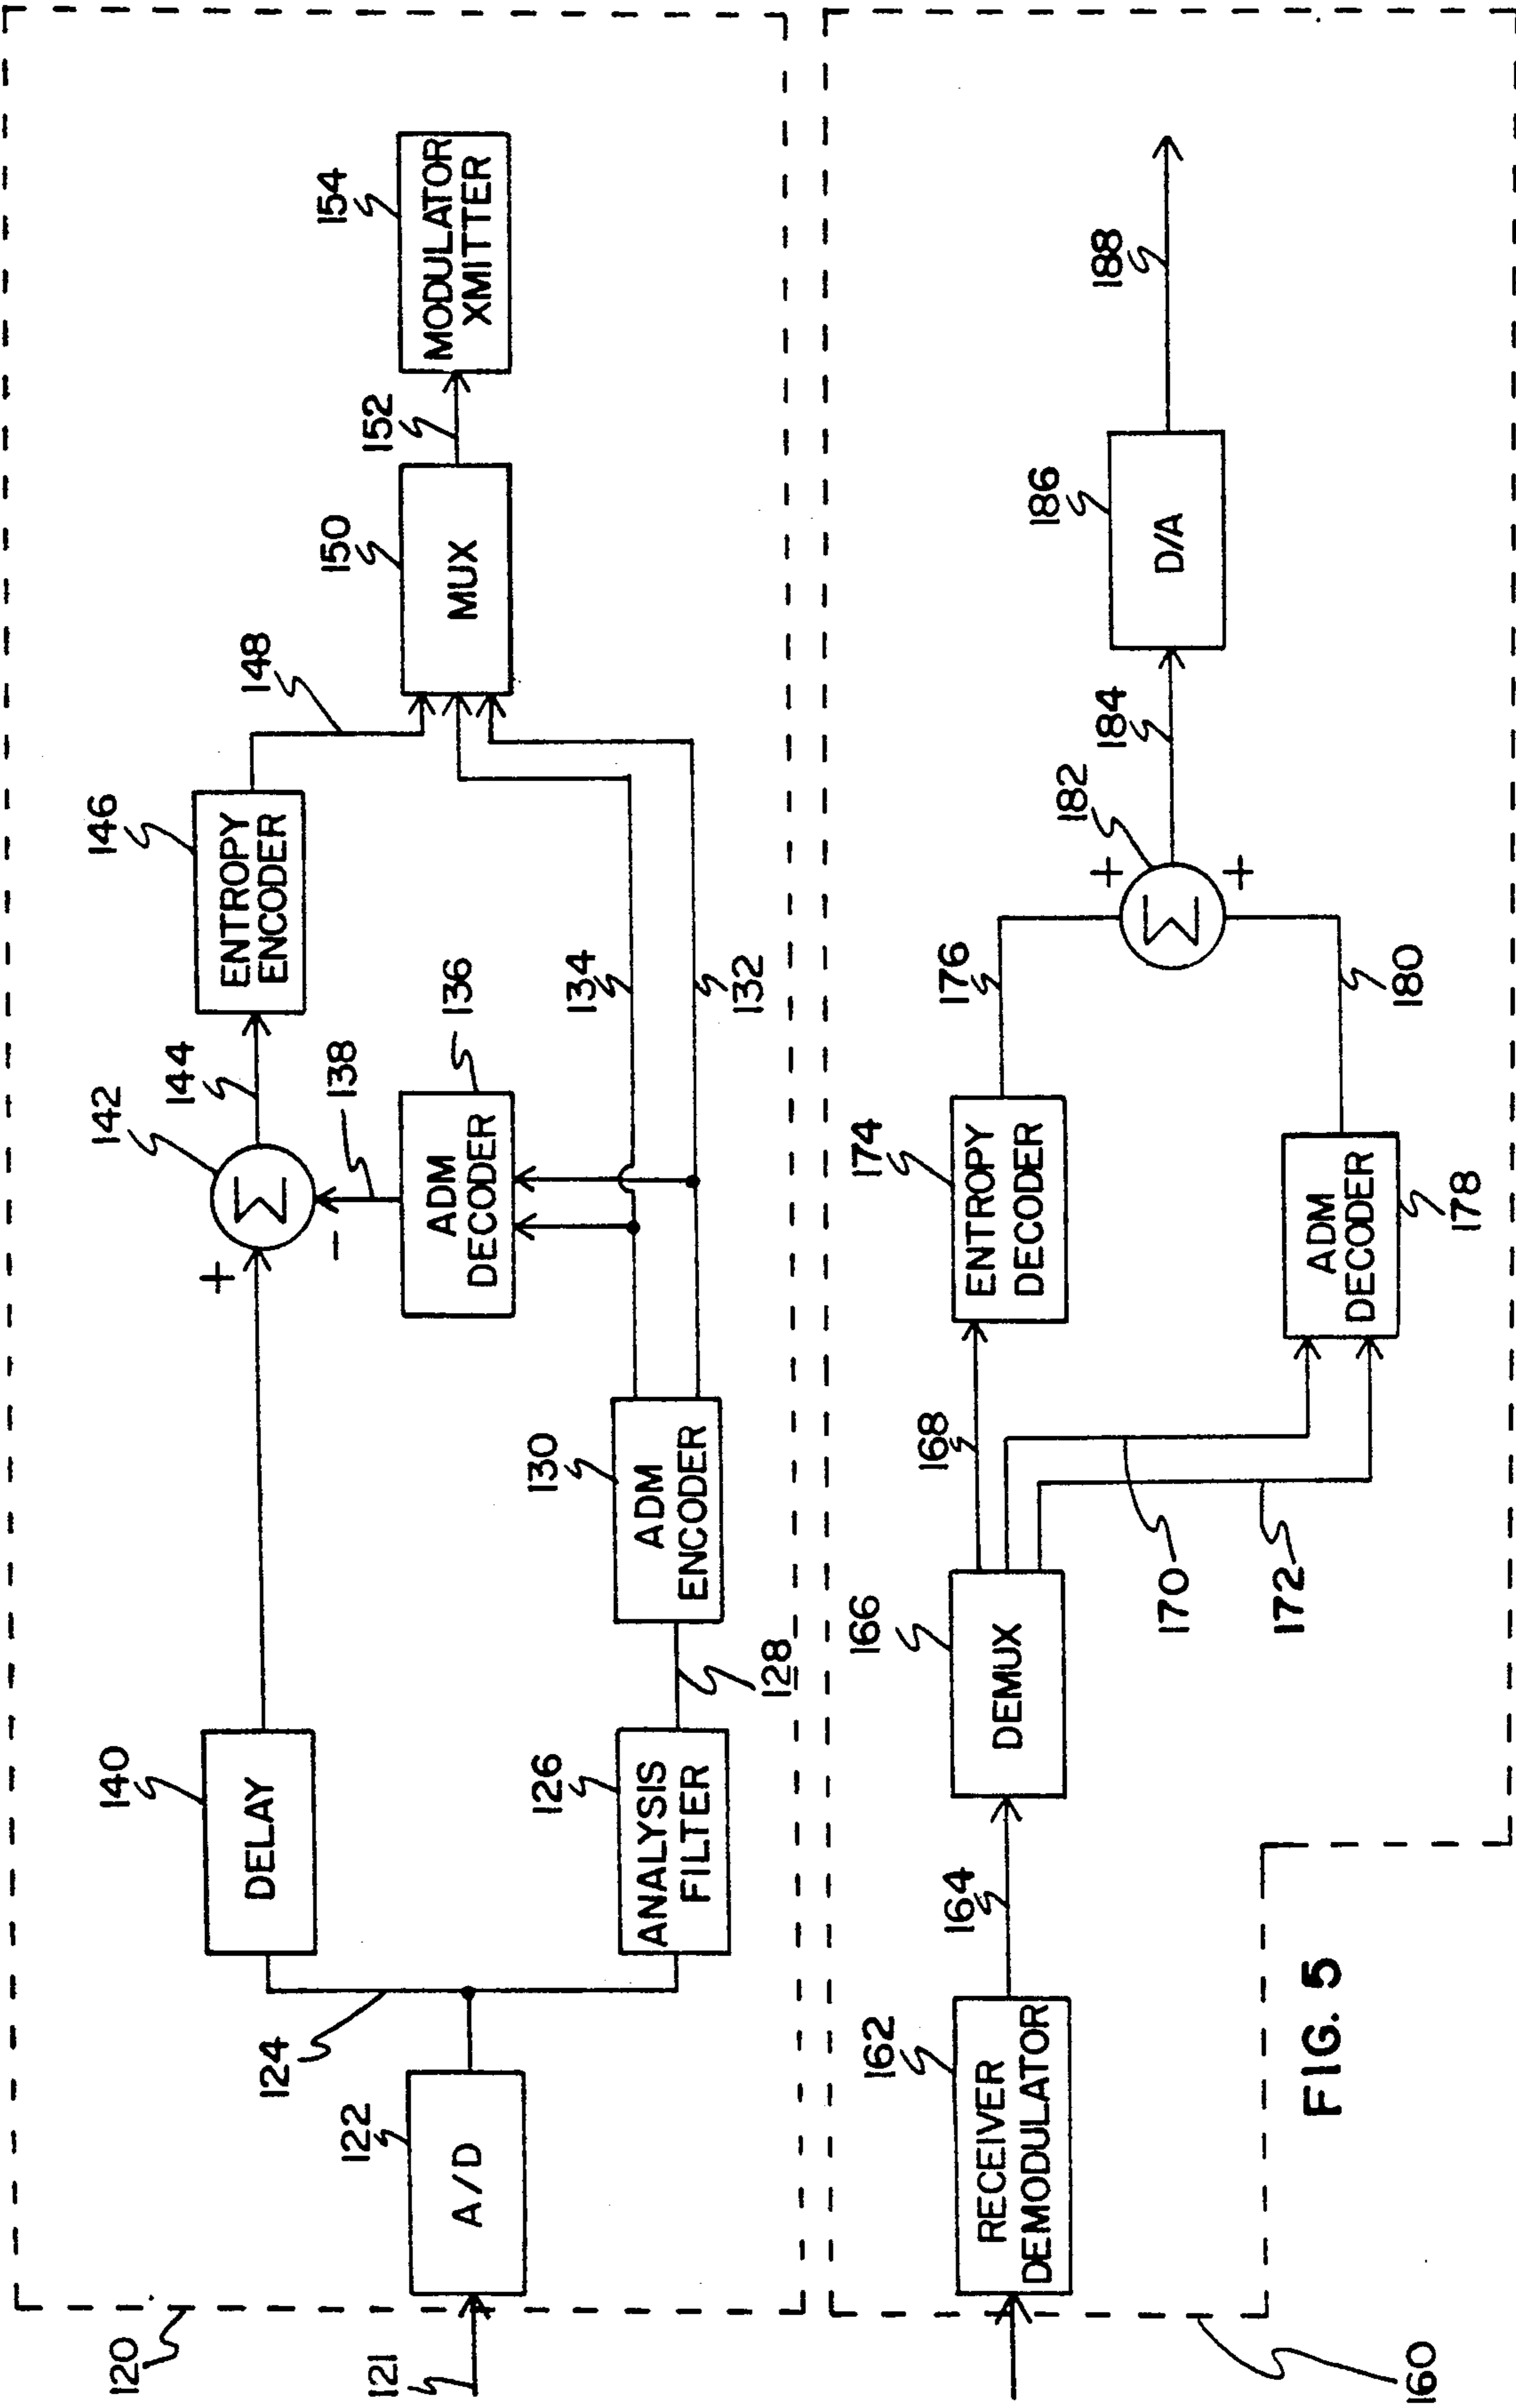 120
121
122
A/D
124
140
DELAY
126
ANALYSIS
FILTER
128
130
ADM
ENCODER
142
+
Σ
-
138
144
136
ADM
DECODER
134
132
146
ENTROPY
ENCODER
148
150
MUX
152
154
MODULATOR
XMITTER
160
162
RECEIVER
DEMODULATOR
164
166
DEMUX
168
170
172
174
ENTROPY
DECODER
176
178
ADM
DECODER
180
182
+
Σ
+
184
186
D/A
188
FIG. 5